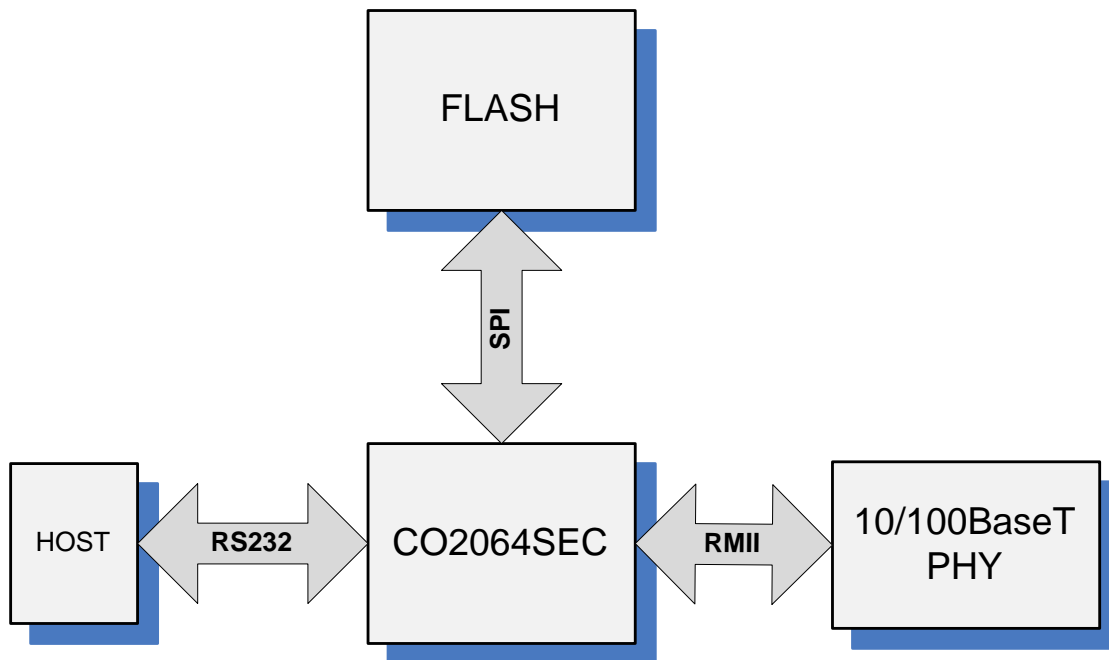 FLASH
SPI
HOST
RS232
CO2064SEC
RMII
10/100BaseT
PHY